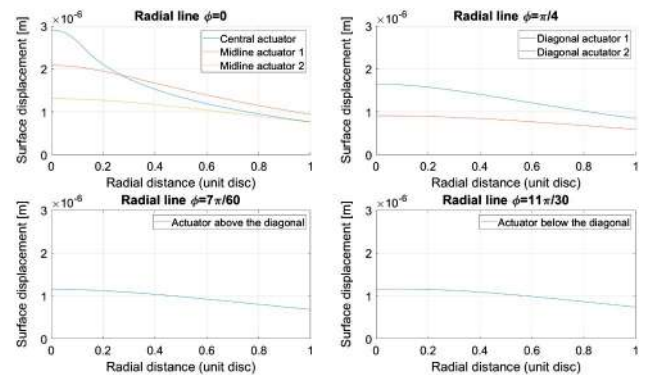 Radial line ϕ=0
×10⁻⁶
3
2
1
0
Surface displacement [m]
Central actuator
Midline actuator 1
Midline actuator 2
0 0.2 0.4 0.6 0.8 1
Radial distance (unit disc)
Radial line ϕ=π/4
×10⁻⁶
3
2
1
0
Surface displacement [m]
Diagonal actuator 1
Diagonal acutator 2
0 0.2 0.4 0.6 0.8 1
Radial distance (unit disc)
Radial line ϕ=7π/60
×10⁻⁶
3
2
1
0
Surface displacement [m]
Actuator above the diagonal
0 0.2 0.4 0.6 0.8 1
Radial distance (unit disc)
Radial line ϕ=11π/30
×10⁻⁶
3
2
1
0
Surface displacement [m]
Actuator below the diagonal
0 0.2 0.4 0.6 0.8 1
Radial distance (unit disc)